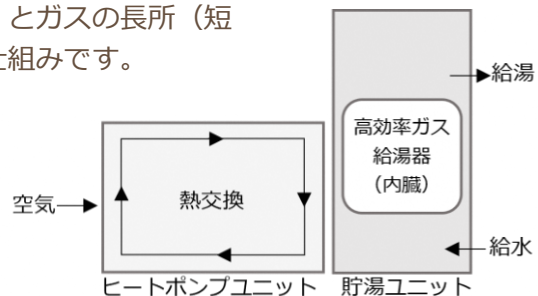 とガスの長所（短
仕組みです。
給湯
高効率ガス
給湯器
（内臓）
空気
熱交換
給水
ヒートポンプユニット
貯湯ユニット